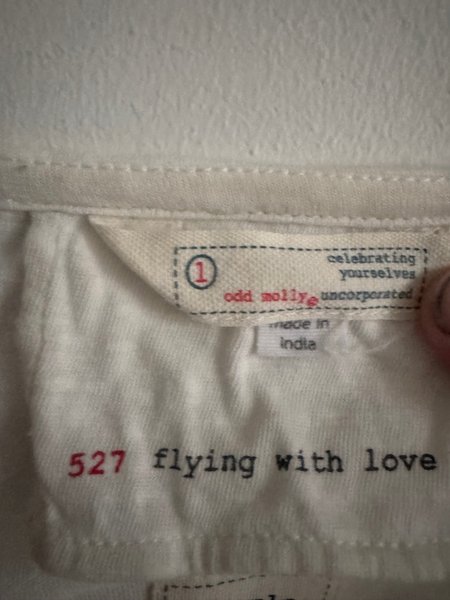 celebrating
1 yourselves
odd molly uncorporated
made in
India
527 flying with love